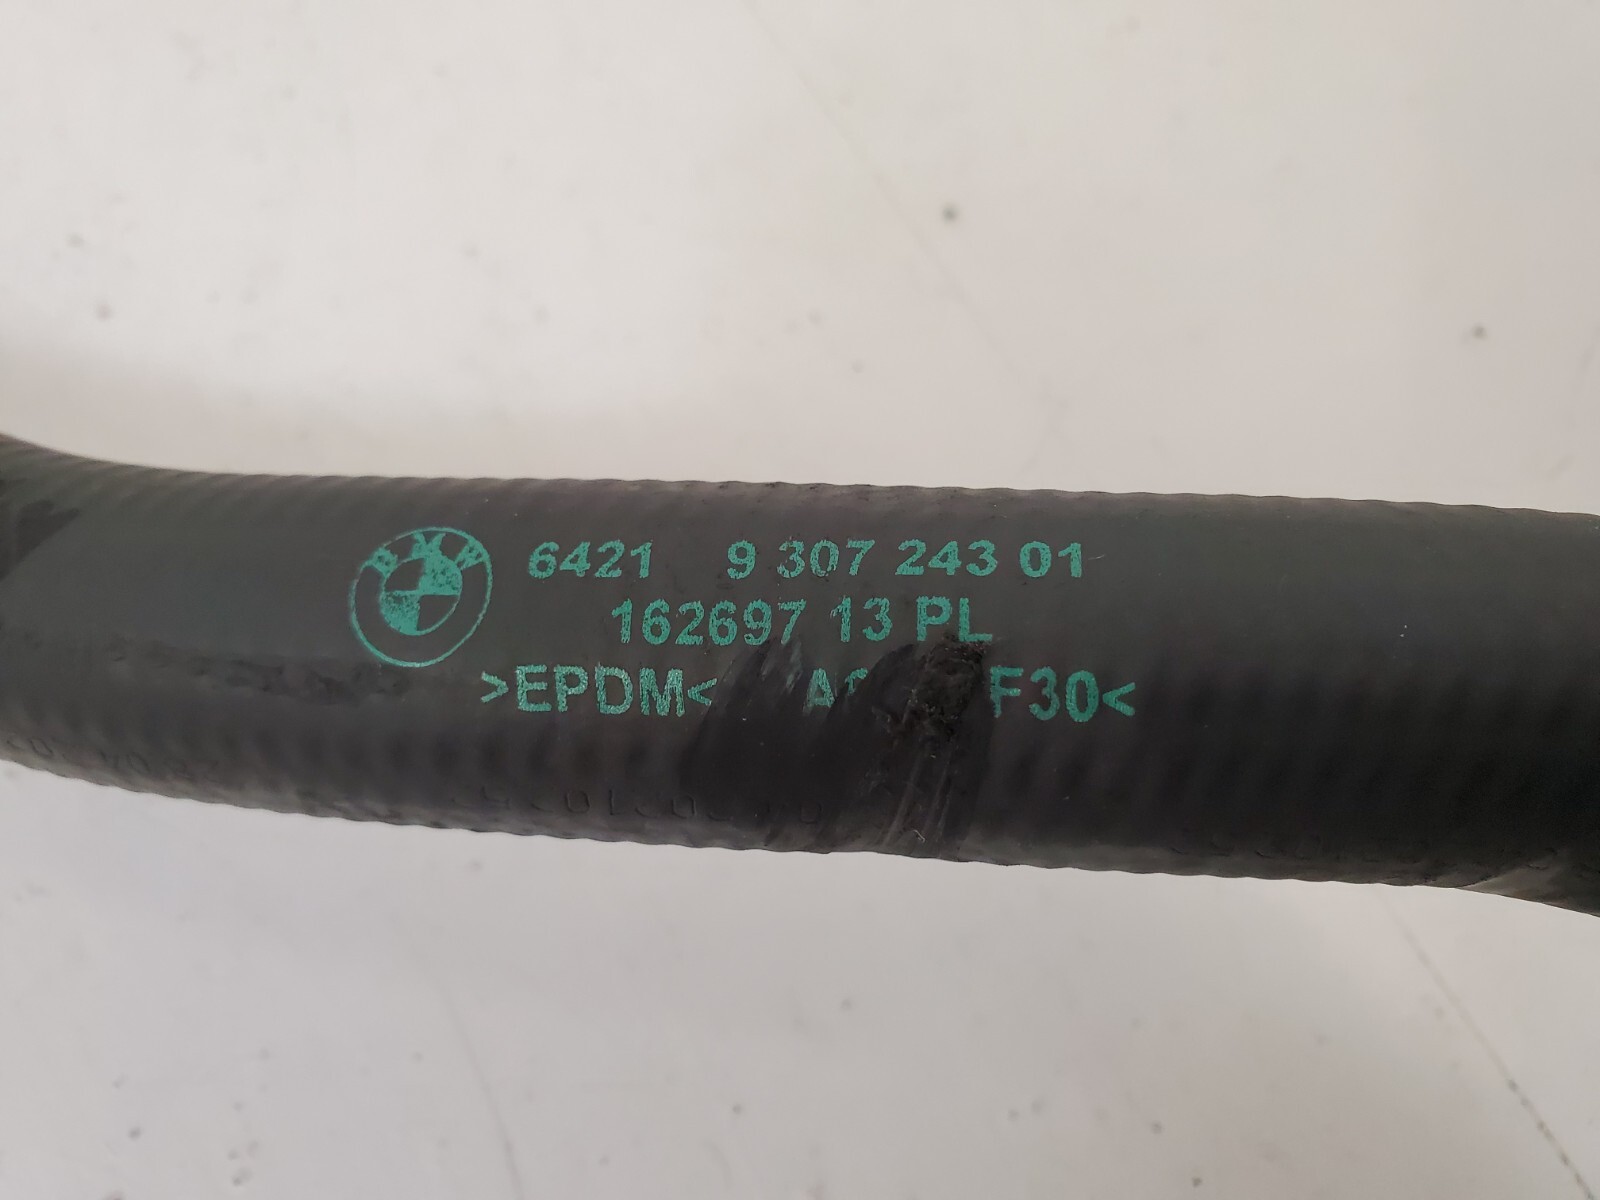 BMW 6421 9 307 243 01
162697 13 PL
>EPDM< F30<